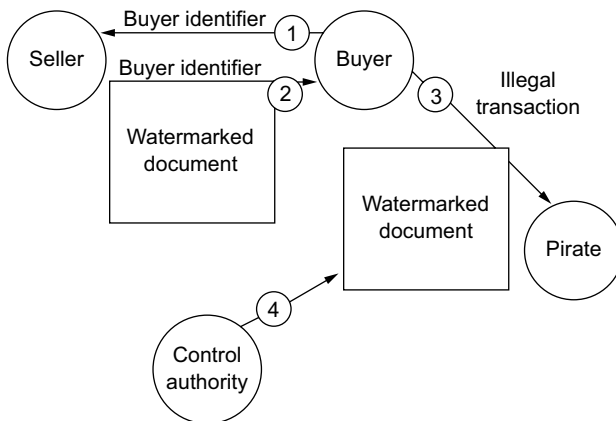 Buyer identifier
1
Seller
Buyer
Buyer identifier
2
3
Illegal
transaction
Watermarked
document
Watermarked
document
Pirate
4
Control
authority